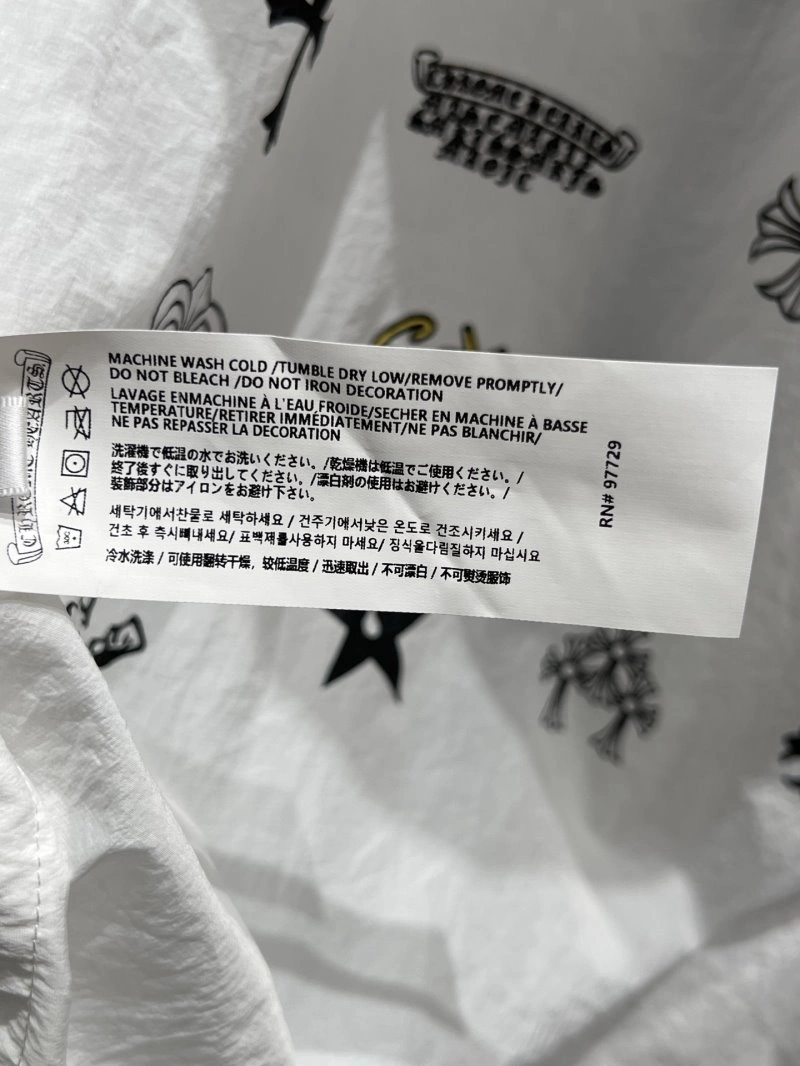 CHROME HEARTS
MACHINE WASH COLD /TUMBLE DRY LOW/REMOVE PROMPTLY/
DO NOT BLEACH /DO NOT IRON DECORATION
LAVAGE ENMACHINE À L'EAU FROIDE/SECHER EN MACHINE À BASSE
TEMPERATURE/RETIRER IMMÉDIATEMENT/NE PAS BLANCHIR/
NE PAS REPASSER LA DECORATION
洗濯機で低温の水でお洗いください。/乾燥機は低温でご使用ください。/
終了後すぐに取り出してください。/漂白剤の使用はお避けください。/
装飾部分はアイロンをお避け下さい。
세탁기에서찬물로 세탁하세요 / 건주기에서낮은 온도로 건조시키세요 /
건초 후 측시빼내세요/ 표백제를사용하지 마세요/ 징식울다림질하지 마십시요
冷水洗涤 / 可使用翻转干燥，较低温度 / 迅速取出 / 不可漂白 / 不可熨烫服饰
RN# 97729